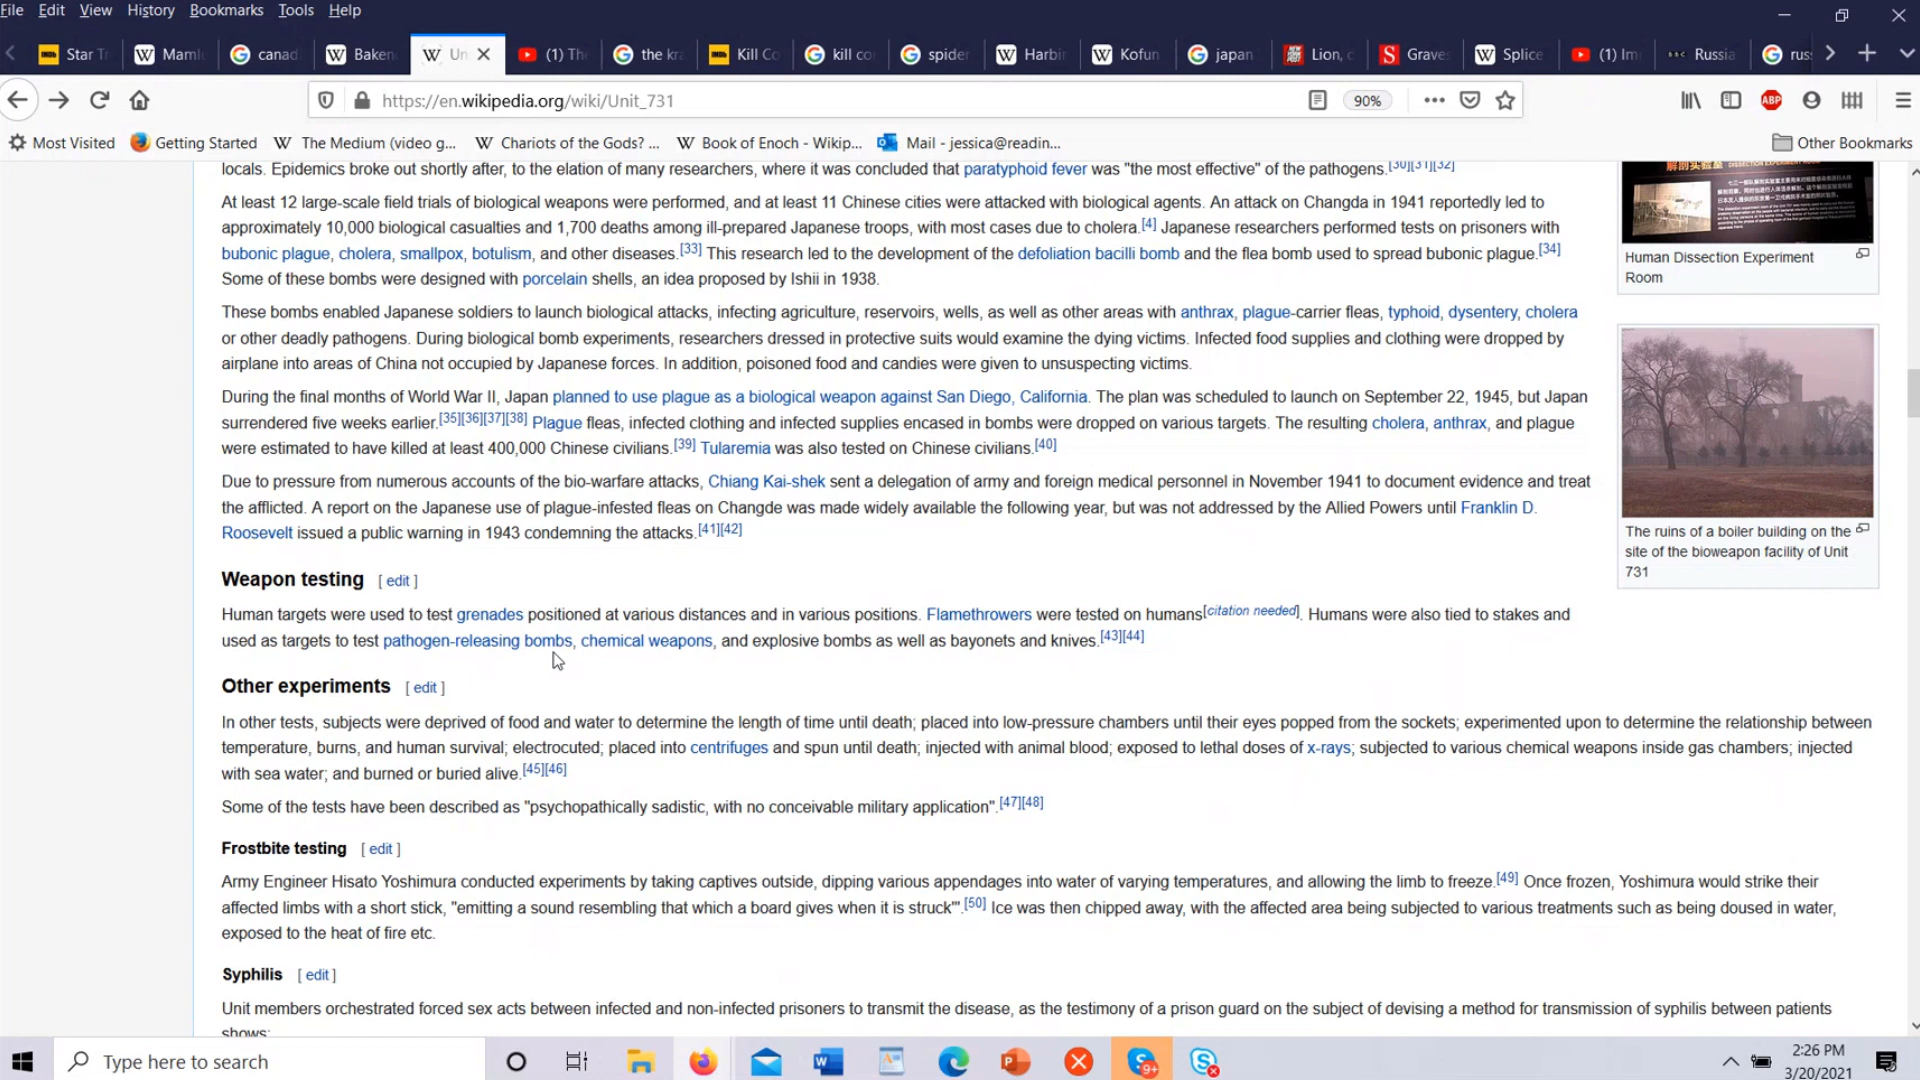 File Edit View History Bookmarks Tools Help
Star Tr Maml canad Baken Un (1) Th the kr Kill Co kill co spider Harbin Kofun japan Lion, c Graves Splice (1) Im Russia rus
https://en.wikipedia.org/wiki/Unit_731 90% ABP
Most Visited Getting Started The Medium (video g... Chariots of the Gods? ... Book of Enoch - Wikip... Mail - jessica@readin... Other Bookmarks
locals. Epidemics broke out shortly after, to the elation of many researchers, where it was concluded that paratyphoid fever was "the most effective" of the pathogens.[30][31][32]
At least 12 large-scale field trials of biological weapons were performed, and at least 11 Chinese cities were attacked with biological agents. An attack on Changda in 1941 reportedly led to
approximately 10,000 biological casualties and 1,700 deaths among ill-prepared Japanese troops, with most cases due to cholera.[4] Japanese researchers performed tests on prisoners with
bubonic plague, cholera, smallpox, botulism, and other diseases.[33] This research led to the development of the defoliation bacilli bomb and the flea bomb used to spread bubonic plague.[34]
Some of these bombs were designed with porcelain shells, an idea proposed by Ishii in 1938.
These bombs enabled Japanese soldiers to launch biological attacks, infecting agriculture, reservoirs, wells, as well as other areas with anthrax, plague-carrier fleas, typhoid, dysentery, cholera
or other deadly pathogens. During biological bomb experiments, researchers dressed in protective suits would examine the dying victims. Infected food supplies and clothing were dropped by
airplane into areas of China not occupied by Japanese forces. In addition, poisoned food and candies were given to unsuspecting victims.
During the final months of World War II, Japan planned to use plague as a biological weapon against San Diego, California. The plan was scheduled to launch on September 22, 1945, but Japan
surrendered five weeks earlier.[35][36][37][38] Plague fleas, infected clothing and infected supplies encased in bombs were dropped on various targets. The resulting cholera, anthrax, and plague
were estimated to have killed at least 400,000 Chinese civilians.[39] Tularemia was also tested on Chinese civilians.[40]
Due to pressure from numerous accounts of the bio-warfare attacks, Chiang Kai-shek sent a delegation of army and foreign medical personnel in November 1941 to document evidence and treat
the afflicted. A report on the Japanese use of plague-infested fleas on Changde was made widely available the following year, but was not addressed by the Allied Powers until Franklin D.
Roosevelt issued a public warning in 1943 condemning the attacks.[41][42]
Human Dissection Experiment
Room
The ruins of a boiler building on the
site of the bioweapon facility of Unit
731
Weapon testing [ edit ]
Human targets were used to test grenades positioned at various distances and in various positions. Flamethrowers were tested on humans[citation needed]. Humans were also tied to stakes and
used as targets to test pathogen-releasing bombs, chemical weapons, and explosive bombs as well as bayonets and knives.[43][44]
Other experiments [ edit ]
In other tests, subjects were deprived of food and water to determine the length of time until death; placed into low-pressure chambers until their eyes popped from the sockets; experimented upon to determine the relationship between
temperature, burns, and human survival; electrocuted; placed into centrifuges and spun until death; injected with animal blood; exposed to lethal doses of x-rays; subjected to various chemical weapons inside gas chambers; injected
with sea water; and burned or buried alive.[45][46]
Some of the tests have been described as "psychopathically sadistic, with no conceivable military application".[47][48]
Frostbite testing [ edit ]
Army Engineer Hisato Yoshimura conducted experiments by taking captives outside, dipping various appendages into water of varying temperatures, and allowing the limb to freeze.[49] Once frozen, Yoshimura would strike their
affected limbs with a short stick, "emitting a sound resembling that which a board gives when it is struck".[50] Ice was then chipped away, with the affected area being subjected to various treatments such as being doused in water,
exposed to the heat of fire etc.
Syphilis [ edit ]
Unit members orchestrated forced sex acts between infected and non-infected prisoners to transmit the disease, as the testimony of a prison guard on the subject of devising a method for transmission of syphilis between patients
shows:
Type here to search
9+
2:26 PM
3/20/2021